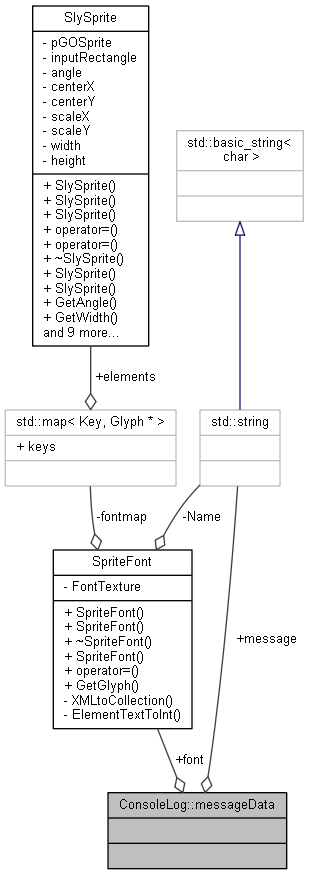 SlySprite
- pGOSprite
- inputRectangle
- angle
- centerX
- centerY
- scaleX
- scaleY
- width
- height
+ SlySprite()
+ SlySprite()
+ SlySprite()
+ operator=()
+ operator=()
+ ~SlySprite()
+ SlySprite()
+ SlySprite()
+ GetAngle()
+ GetWidth()
and 9 more...
std::basic_string<
char >
+elements
std::map< Key, Glyph * >
+ keys
std::string
-fontmap
-Name
SpriteFont
- FontTexture
+ SpriteFont()
+ SpriteFont()
+ ~SpriteFont()
+ SpriteFont()
+ operator=()
+ GetGlyph()
- XMLtoCollection()
- ElementTextToInt()
+message
+font
ConsoleLog::messageData